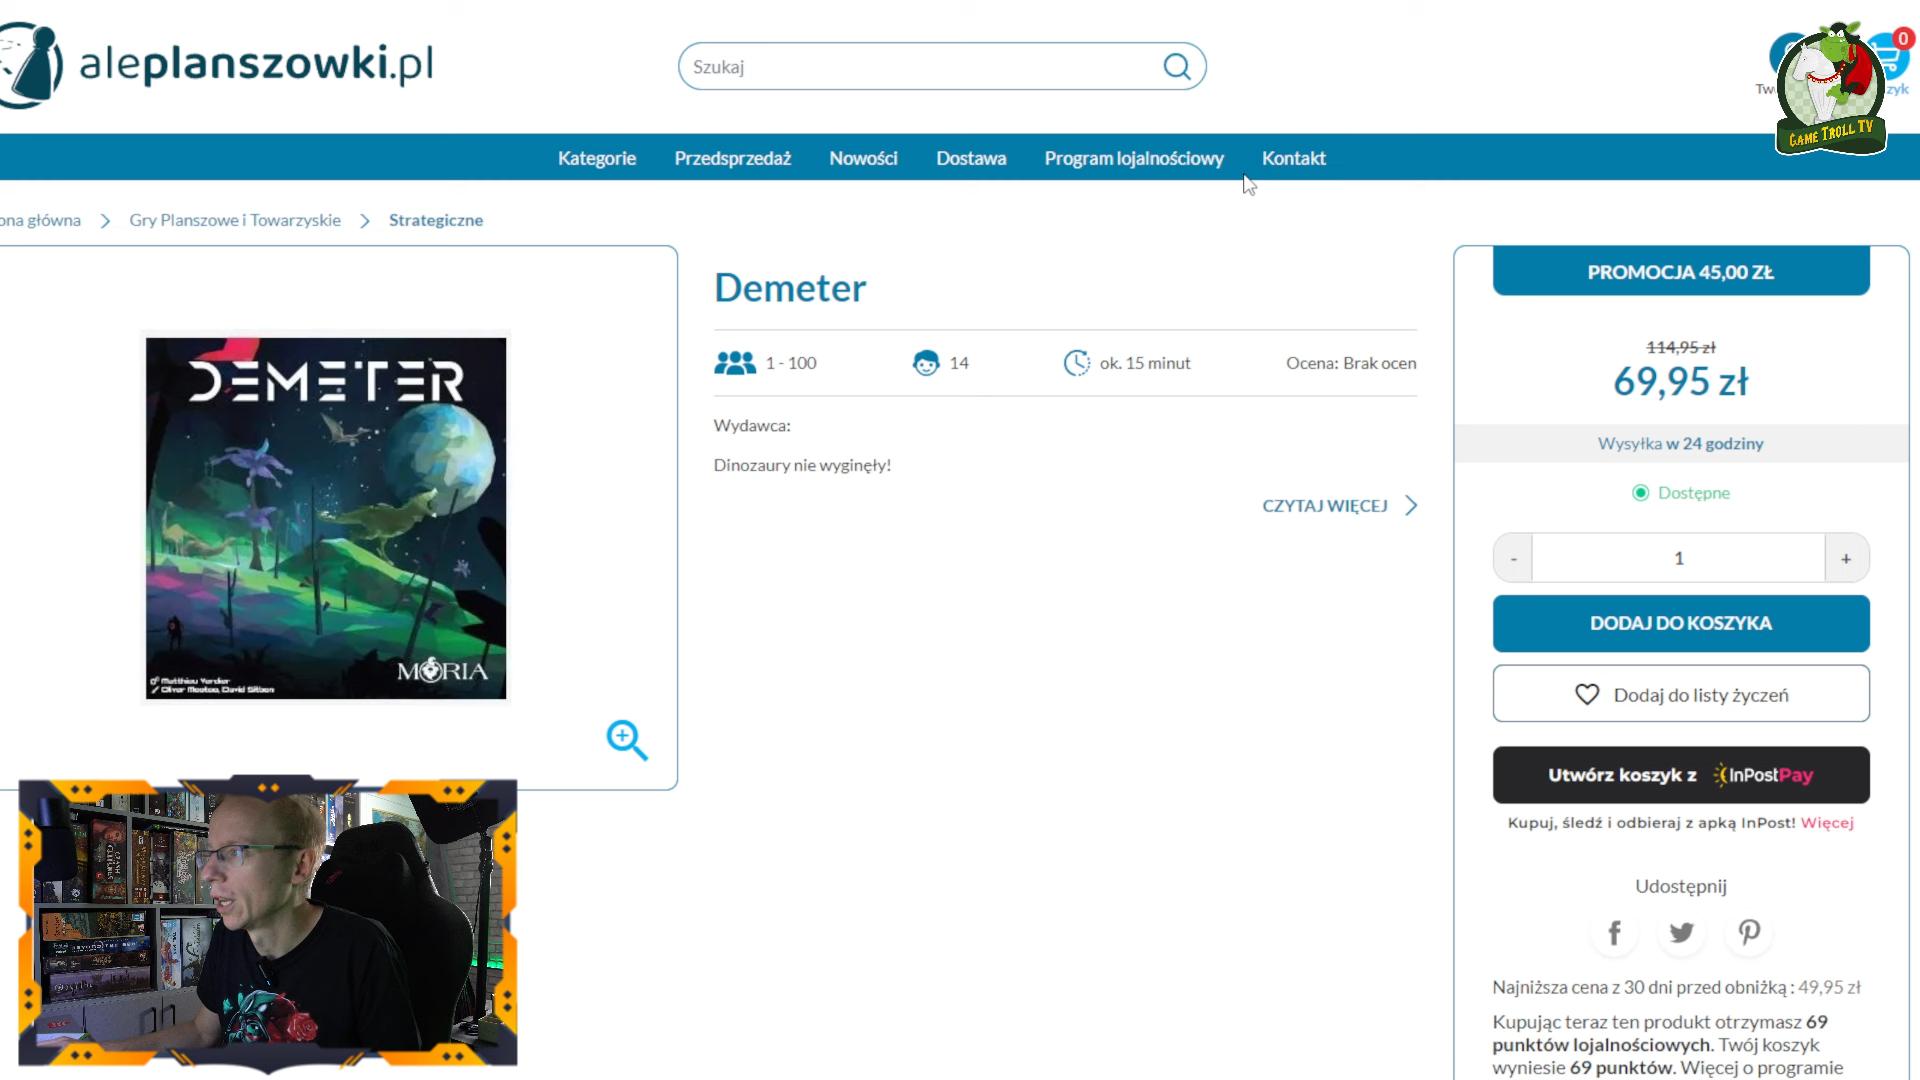 aleplanszowki.pl
Szukaj
0
GAME TROLL TV
Kategorie
Przedsprzedaż
Nowości
Dostawa
Program lojalnościowy
Kontakt
ona główna
Gry Planszowe i Towarzyskie
Strategiczne
DEMETER
MORIA
Matthieu Verdier
Demeter
1 - 100
14
ok. 15 minut
Ocena: Brak ocen
Wydawca:
Dinozaury nie wyginęły!
CZYTAJ WIĘCEJ
PROMOCJA 45,00 ZŁ
114,95 zł
69,95 zł
Wysyłka w 24 godziny
Dostępne
- 1 +
DODAJ DO KOSZYKA
Dodaj do listy życzeń
Utwórz koszyk z InPostPay
Kupuj, śledź i odbieraj z apką InPost! Więcej
Udostępnij
Najniższa cena z 30 dni przed obniżką : 49,95 zł
Kupując teraz ten produkt otrzymasz 69
punktów lojalnościowych. Twój koszyk
wyniesie 69 punktów. Więcej o programie